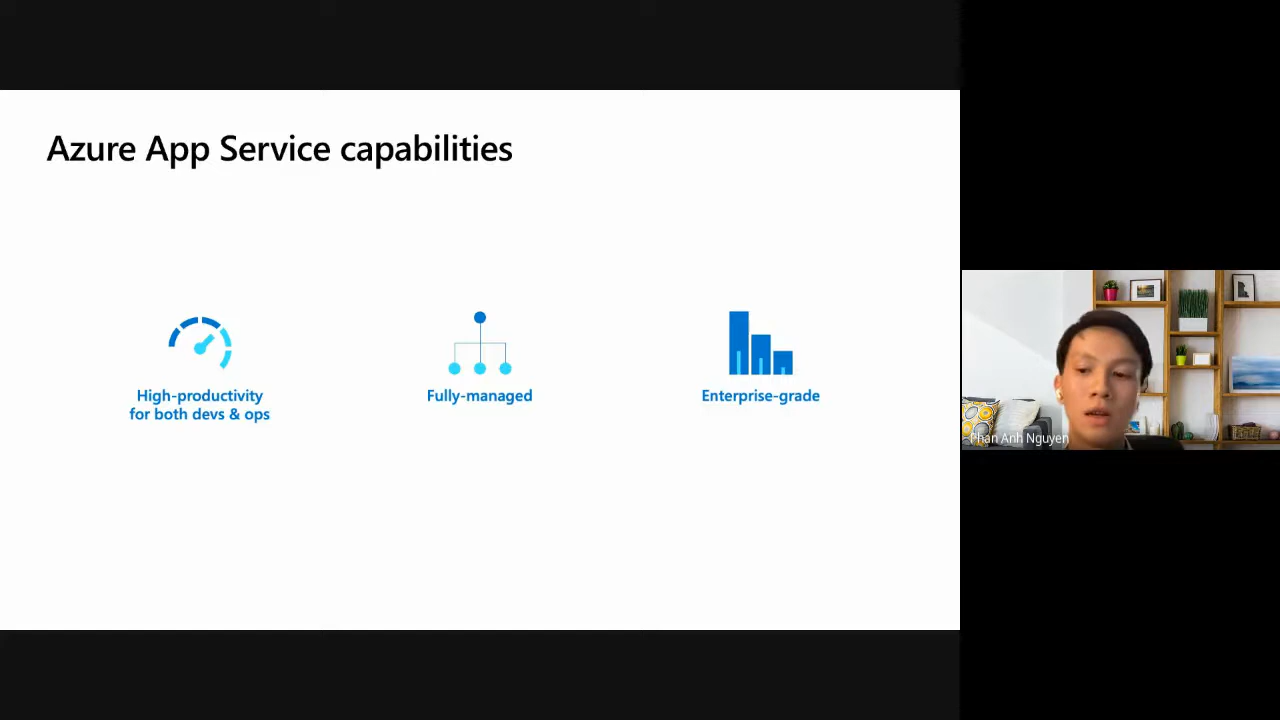 Azure App Service capabilities
High-productivity
for both devs & ops
Fully-managed
Enterprise-grade
Phan Anh Nguyen